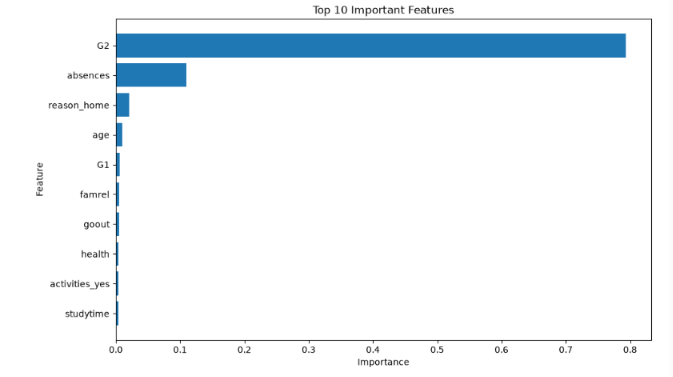 Top 10 Important Features
G2
absences
reason_home
age
G1
famrel
goout
health
activities_yes
studytime
Feature
0.0 0.1 0.2 0.3 0.4 0.5 0.6 0.7 0.8
Importance